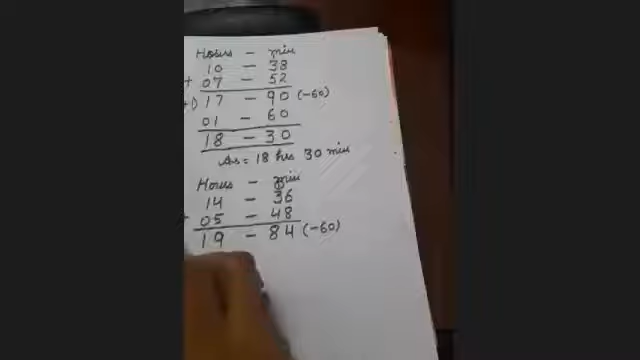 Hours - min
10 - 38
+ 07 - 52
+1) 17 - 90 (-60)
01 - 60
18 - 30
As = 18 hrs 30 min
Hours - min
14 - 36
+ 05 - 48
19 - 84 (-60)